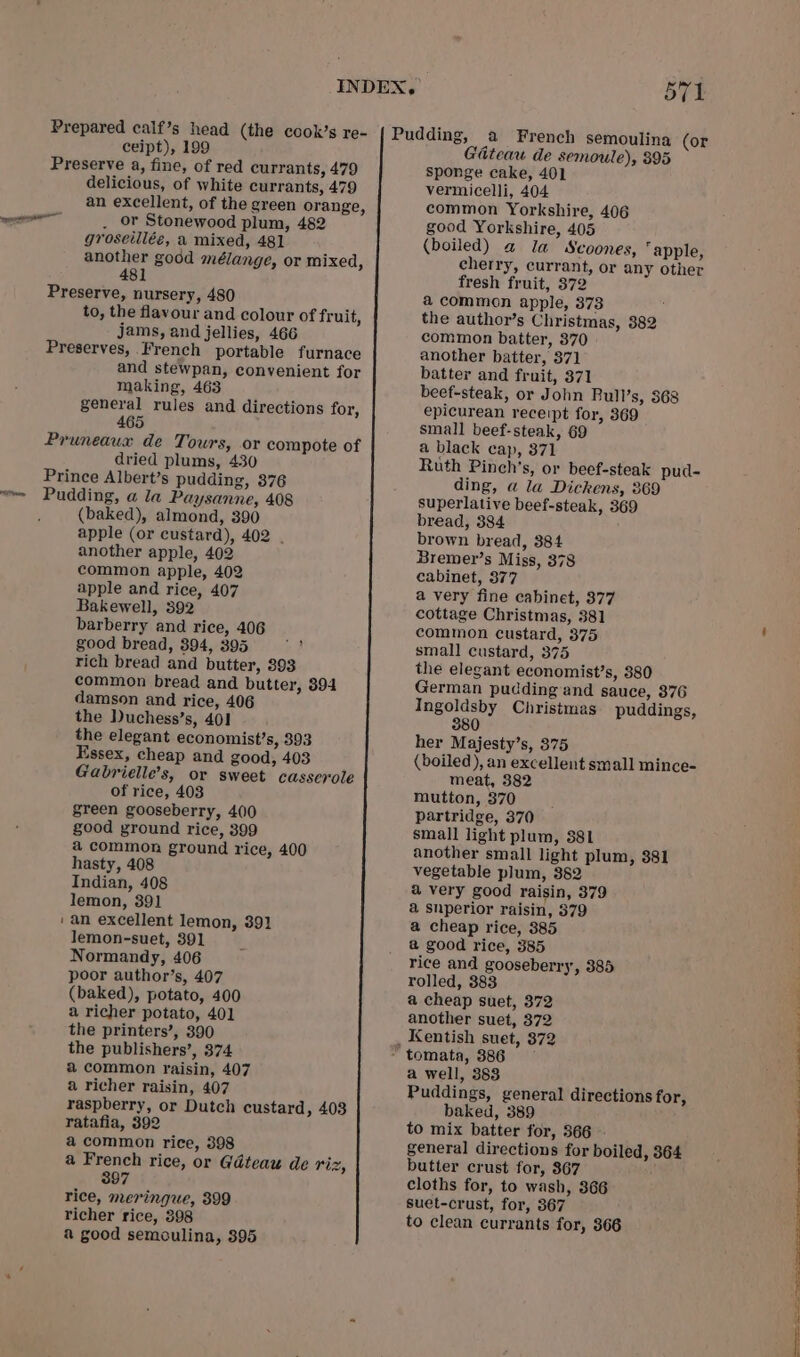 INDEX.
571
Prepared calf's head (the cook's re-
ceipt), 199
Preserve a, fine, of red currants, 479
delicious, of white currants, 479
an excellent, of the green orange,
or Stonewood plum, 482
groseillée, a mixed, 481
another good mélange, or mixed,
481
Preserve, nursery, 480
to, the flavour and colour of fruit,
jams, and jellies, 466
Preserves, French portable furnace
and stewpan, convenient for
making, 463
general rules and directions for,
465
Pruneaux de Tours, or compote of
dried plums, 430
Prince Albert's pudding, 376
Pudding, a la Paysanne, 408
(baked), almond, 390
apple (or custard), 402
another apple, 402
common apple, 402
apple and rice, 407
Bakewell, 392
barberry and rice, 406
good bread, 394, 395
rich bread and butter, 393
common bread and butter, 394
damson and rice, 406
the Duchess's, 401
the elegant economist's, 393
Essex, cheap and good, 403
Gabrielle's, or sweet casserole
of rice, 403
green gooseberry, 400
good ground rice, 399
a common ground rice, 400
hasty, 408
Indian, 408
lemon, 391
an excellent lemon, 391
lemon-suet, 391
Normandy, 406
poor author's, 407
(baked), potato, 400
a richer potato, 401
the printers', 390
the publishers', 374
a common raisin, 407
a richer raisin, 407
raspberry, or Dutch custard, 403
ratafia, 392
a common rice, 398
a French rice, or Gâteau de riz,
397
rice, meringue, 399
richer rice, 398
a good semoulina, 395
Pudding, a French semoulina (or
Gâteau de semoule), 395
sponge cake, 401
vermicelli, 404
common Yorkshire, 406
good Yorkshire, 405
(boiled) a la Scoones, apple,
cherry, currant, or any other
fresh fruit, 372
a common apple, 373
the author's Christmas, 382
common batter, 370
another batter, 371
batter and fruit, 371
beef-steak, or John Bull's, 368
epicurean receipt for, 369
small beef-steak, 69
a black cap, 371
Ruth Pinch's, or beef-steak pud-
ding, a la Dickens, 369
superlative beef-steak, 369
bread, 384
brown bread, 384
Bremer's Miss, 378
cabinet, 377
a very fine cabinet, 377
cottage Christmas, 381
common custard, 375
small custard, 375
the elegant economist's, 380
German pudding and sauce, 376
Ingoldsby Christmas puddings,
380
her Majesty's, 375
(boiled), an excellent small mince-
meat, 382
mutton, 370
partridge, 370
small light plum, 381
another small light plum, 381
vegetable plum, 382
a very good raisin, 379
a superior raisin, 379
a cheap rice, 385
a good rice, 385
rice and gooseberry, 385
rolled, 383
a cheap suet, 372
another suet, 372
Kentish suet, 372
tomata, 386
a well, 383
Puddings, general directions for,
baked, 389
to mix batter for, 366
general directions for boiled, 364
butter crust for, 367
cloths for, to wash, 366
suet-crust, for, 367
to clean currants for, 366